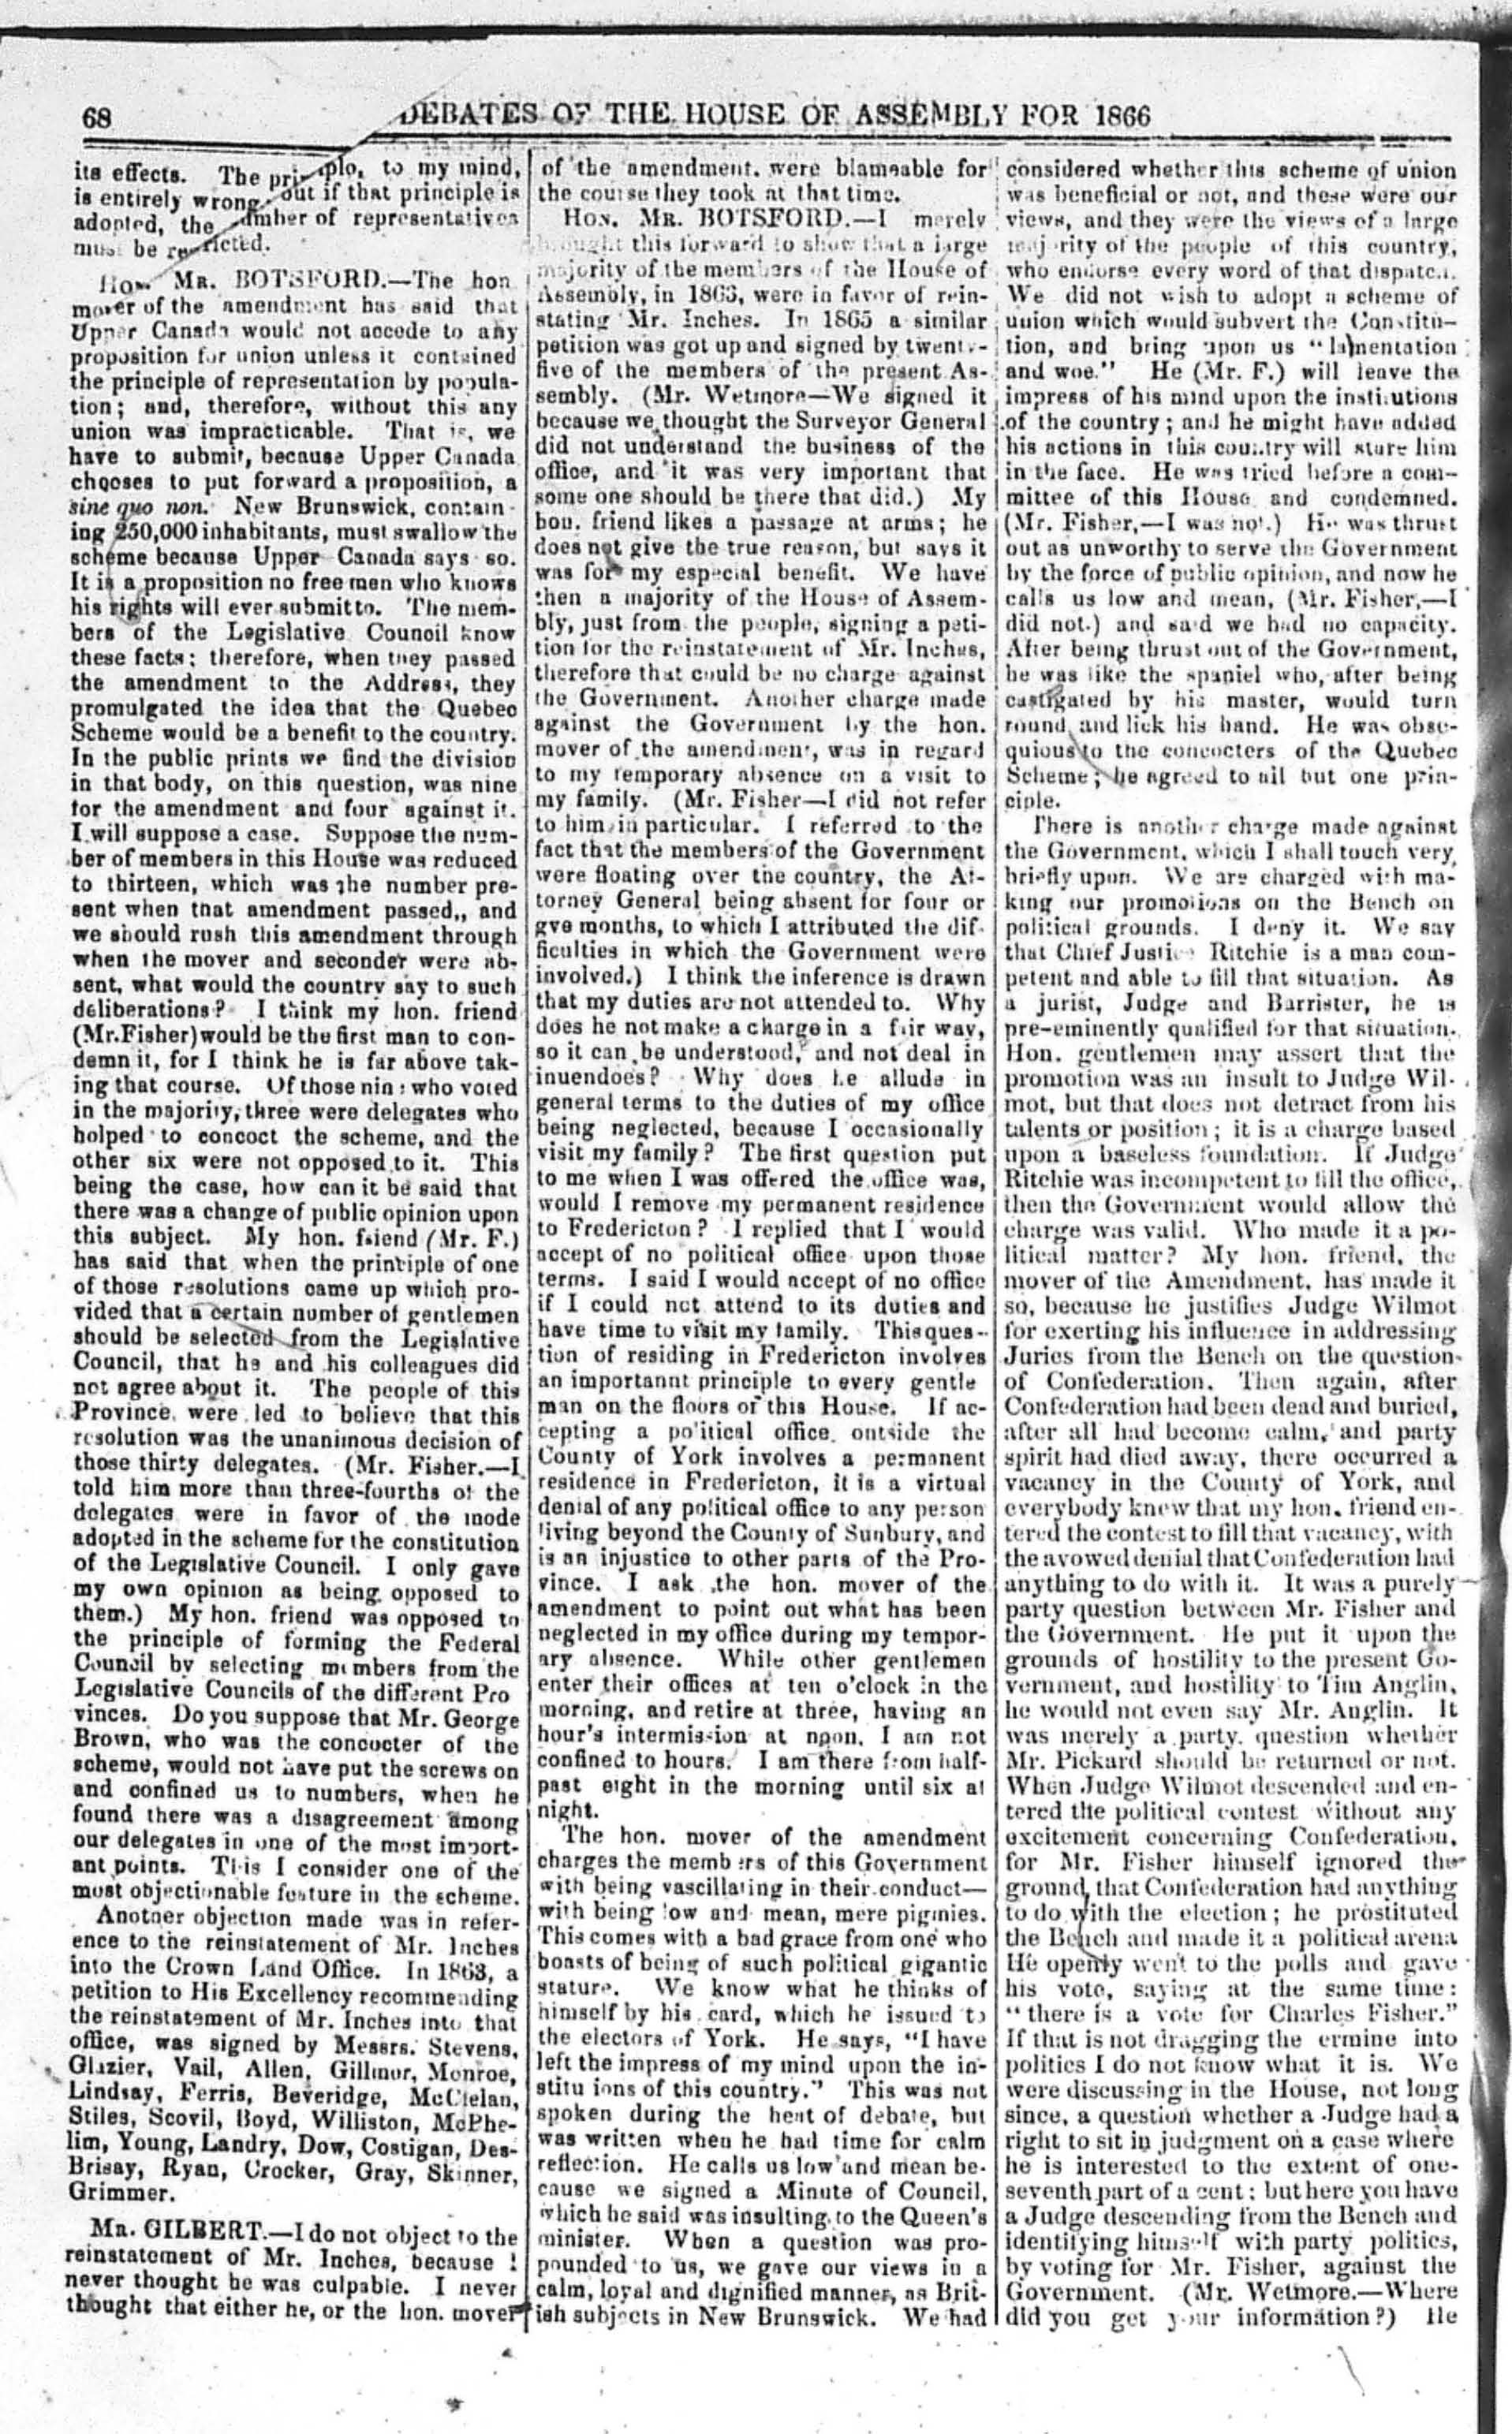 68
DEBATES OF THE HOUSE OF ASSEMBLY FOR 1866
its effects. The principle, to my mind,
is entirely wrong, but if that principle is
adopted, the number of representatives
must be restricted.
Hon. Mr. BOTSFORD.—The hon
mover of the amendment has said that
Upper Canada would not accede to any
proposition for union unless it contained
the principle of representation by popula-
tion; and, therefore, without this any
union was impracticable. That is, we
have to submit, because Upper Canada
chooses to put forward a proposition, a
sine quo non. New Brunswick, contain-
ing 250,000 inhabitants, must swallow the
scheme because Upper Canada says so.
It is a proposition no free men who knows
his rights will ever submit to. The mem-
bers of the Legislative Council know
these facts; therefore, when they passed
the amendment to the Address, they
promulgated the idea that the Quebec
Scheme would be a benefit to the country.
In the public prints we find the division
in that body, on this question, was nine
for the amendment and four against it.
I will suppose a case. Suppose the num-
ber of members in this House was reduced
to thirteen, which was the number pre-
sent when that amendment passed,, and
we should rush this amendment through
when the mover and seconder were ab-
sent, what would the country say to such
deliberations? I think my hon. friend
(Mr. Fisher) would be the first man to con-
demn it, for I think he is far above tak-
ing that course. Of those nine who voted
in the majority, three were delegates who
helped to concoct the scheme, and the
other six were not opposed to it. This
being the case, how can it be said that
there was a change of public opinion upon
this subject. My hon. friend (Mr. F.)
has said that when the principle of one
of those resolutions came up which pro-
vided that a certain number of gentlemen
should be selected from the Legislative
Council, that he and his colleagues did
not agree about it. The people of this
Province were led to believe that this
resolution was the unanimous decision of
those thirty delegates. (Mr. Fisher.—I
told him more than three-fourths of the
delegates were in favor of the mode
adopted in the scheme for the constitution
of the Legislative Council. I only gave
my own opinion as being opposed to
them.) My hon. friend was opposed to
the principle of forming the Federal
Council by selecting members from the
Legislative Councils of the different Pro
vinces. Do you suppose that Mr. George
Brown, who was the concocter of the
scheme, would not have put the screws on
and confined us to numbers, when he
found there was a disagreement among
our delegates in one of the most import-
ant points. This I consider one of the
most objectionable feature in the scheme.
Another objection made was in refer-
ence to the reinstatement of Mr. Inches
into the Crown Land Office. In 1863, a
petition to His Excellency recommending
the reinstatement of Mr. Inches into that
office, was signed by Messrs. Stevens,
Glazier, Vail, Allen, Gillmor, Monroe,
Lindsay, Ferris, Beveridge, McClelan,
Stiles, Scovil, Boyd, Williston, McPhe-
lim, Young, Landry, Dow, Costigan, Des-
Brisay, Ryan, Crocker, Gray, Skinner,
Grimmer.
Mr. GILBERT.—I do not object to the
reinstatement of Mr. Inches, because I
never thought he was culpable. I never
thought that either he, or the hon. mover
of the amendment, were blameable for
the course they took at that time.
Hon. Mr. BOTSFORD.—I merely
brought this forward to show that a large
majority of the members of the House of
Assembly, in 1863, were in favor of rein-
stating Mr. Inches. In 1865 a similar
petition was got up and signed by twenty-
five of the members of the present As-
sembly. (Mr. Wetmore—We signed it
because we thought the Surveyor General
did not understand the business of the
office, and it was very important that
some one should be there that did.) My
hon. friend likes a passage at arms; he
does not give the true reason, but says it
was for my especial benefit. We have
then a majority of the House of Assem-
bly, just from the people, signing a peti-
tion for the reinstatement of Mr. Inches,
therefore that could be no charge against
the Government. Another charge made
against the Government by the hon.
mover of the amendment, was in regard
to my temporary absence on a visit to
my family. (Mr. Fisher—I did not refer
to him in particular. I referred to the
fact that the members of the Government
were floating over the country, the At-
torney General being absent for four or
gve months, to which I attributed the dif-
ficulties in which the Government were
involved.) I think the inference is drawn
that my duties are not attended to. Why
does he not make a charge in a fair way,
so it can be understood, and not deal in
inuendoes? Why does he allude in
general terms to the duties of my office
being neglected, because I occasionally
visit my family? The first question put
to me when I was offered the office was,
would I remove my permanent residence
to Fredericton? I replied that I would
accept of no political office upon those
terms. I said I would accept of no office
if I could not attend to its duties and
have time to visit my family. This ques-
tion of residing in Fredericton involves
an importannt principle to every gentle
man on the floors of this House. If ac-
cepting a political office outside the
County of York involves a permanent
residence in Fredericton, it is a virtual
denial of any political office to any person
living beyond the County of Sunbury, and
is an injustice to other parts of the Pro-
vince. I ask the hon. mover of the
amendment to point out what has been
neglected in my office during my tempor-
ary absence. While other gentlemen
enter their offices at ten o'clock in the
morning, and retire at three, having an
hour's intermission at noon, I am not
confined to hours. I am there from half-
past eight in the morning until six at
night.
The hon. mover of the amendment
charges the members of this Government
with being vascillating in their conduct—
with being low and mean, mere pigmies.
This comes with a bad grace from one who
boasts of being of such political gigantic
stature. We know what he thinks of
himself by his card, which he issued to
the electors of York. He says, "I have
left the impress of my mind upon the in-
stitu ions of this country." This was not
spoken during the heat of debate, but
was written when he had time for calm
reflection. He calls us low and mean be-
cause we signed a Minute of Council,
which he said was insulting to the Queen's
minister. When a question was pro-
pounded to us, we gave our views in a
calm, loyal and dignified manner, as Brit-
ish subjects in New Brunswick. We had
considered whether this scheme of union
was beneficial or not, and these were our
views, and they were the views of a large
majority of the people of this country,
who endorse every word of that dispatch.
We did not wish to adopt a scheme of
union which would subvert the Constitu-
tion, and bring upon us "lamentation
and woe." He (Mr. F.) will leave the
impress of his mind upon the institutions
of the country; and he might have added
his actions in this country will stare him
in the face. He was tried before a com-
mittee of this House and condemned.
(Mr. Fisher,—I was not.) He was thrust
out as unworthy to serve the Government
by the force of public opinion, and now he
calls us low and mean, (Mr. Fisher,—I
did not.) and said we had no capacity.
After being thrust out of the Government,
he was like the spaniel who, after being
castigated by his master, would turn
round and lick his hand. He was obse-
quious to the concocters of the Quebec
Scheme; he agreed to all but one prin-
ciple.
There is another charge made against
the Government, which I shall touch very
briefly upon. We are charged with ma-
king our promotions on the Bench on
political grounds. I deny it. We say
that Chief Justice Ritchie is a man com-
petent and able to fill that situation. As
a jurist, Judge and Barrister, he is
pre-eminently qualified for that situation.
Hon. gentlemen may assert that the
promotion was an insult to Judge Wil-
mot, but that does not detract from his
talents or position; it is a charge based
upon a baseless foundation. If Judge
Ritchie was incompetent to fill the office,
then the Government would allow the
charge was valid. Who made it a po-
litical matter? My hon. friend, the
mover of the Amendment, has made it
so, because he justifies Judge Wilmot
for exerting his influence in addressing
Juries from the Bench on the question
of Confederation. Then again, after
Confederation had been dead and buried,
after all had become calm, and party
spirit had died away, there occurred a
vacancy in the County of York, and
everybody knew that my hon. friend en-
tered the contest to fill that vacancy, with
the avowed denial that Confederation had
anything to do with it. It was a purely
party question between Mr. Fisher and
the Government. He put it upon the
grounds of hostility to the present Go-
vernment, and hostility to Tim Anglin,
he would not even say Mr. Anglin. It
was merely a party question whether
Mr. Pickard should be returned or not.
When Judge Wilmot descended and en-
tered the political contest without any
excitement concerning Confederation,
for Mr. Fisher himself ignored the
ground that Confederation had anything
to do with the election; he prostituted
the Bench and made it a political arena
He openly went to the polls and gave
his vote, saying at the same time:
"there is a vote for Charles Fisher."
If that is not dragging the ermine into
politics I do not know what it is. We
were discussing in the House, not long
since, a question whether a Judge had a
right to sit in judgment on a case where
he is interested to the extent of one-
seventh part of a cent; but here you have
a Judge descending from the Bench and
identifying himself with party politics,
by voting for Mr. Fisher, against the
Government. (Mr. Wetmore.—Where
did you get your information?) He